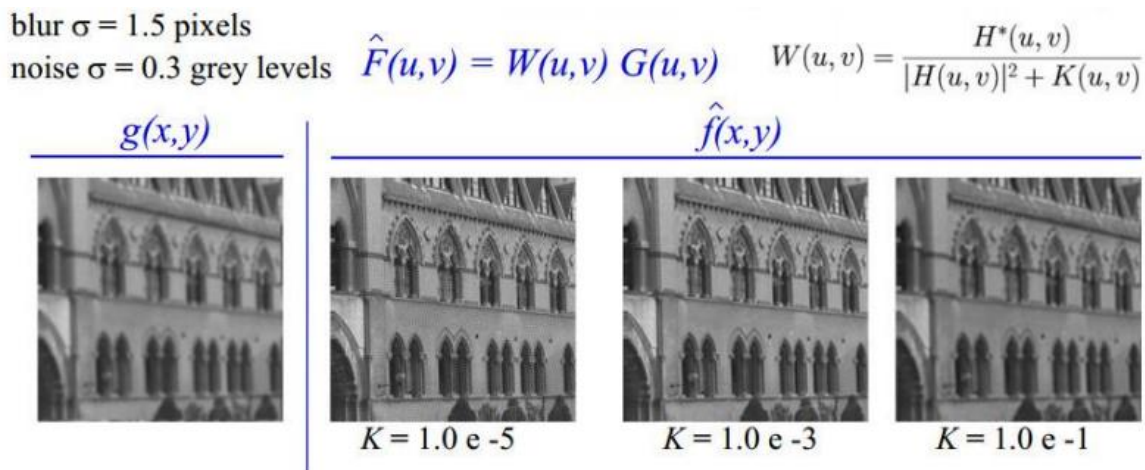 blur σ = 1.5 pixels
noise σ = 0.3 grey levels
F̂(u,v) = W(u,v) G(u,v)
W(u, v) = H*(u, v) / |H(u, v)|² + K(u, v)
g(x,y)
f̂(x,y)
K = 1.0 e -5
K = 1.0 e -3
K = 1.0 e -1